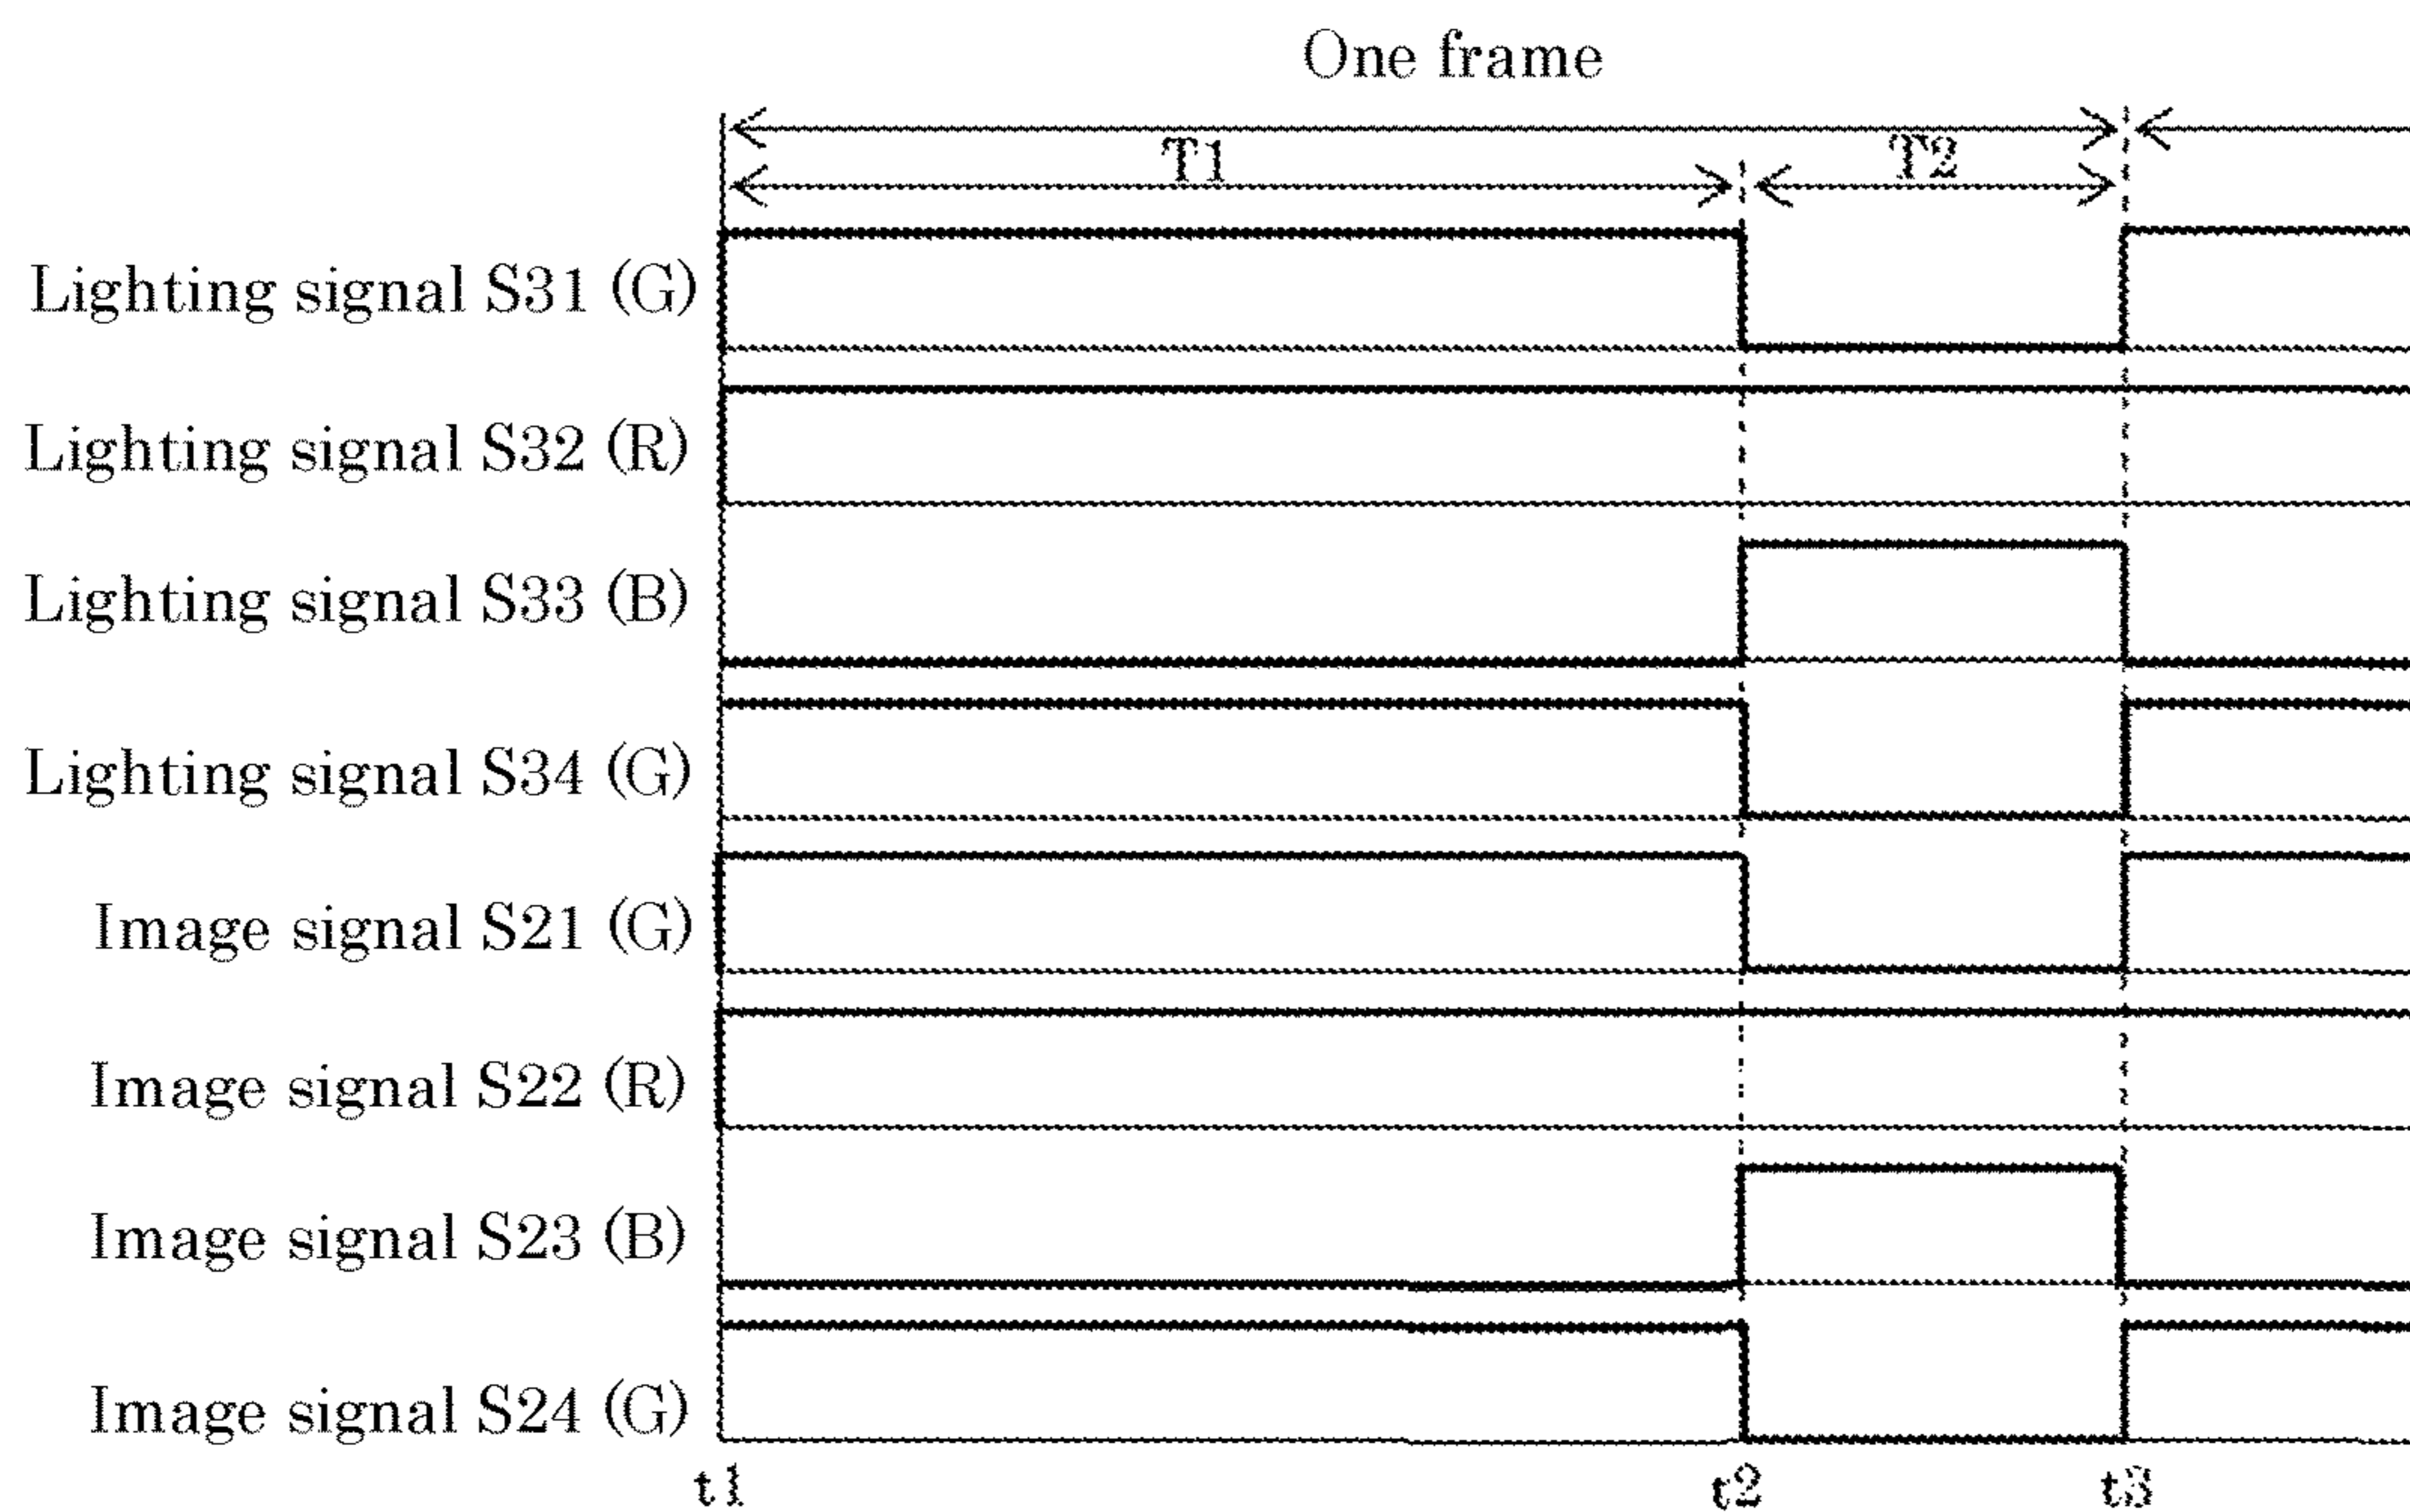 One frame
T1
T2
Lighting signal S31 (G)
Lighting signal S32 (R)
Lighting signal S33 (B)
Lighting signal S34 (G)
Image signal S21 (G)
Image signal S22 (R)
Image signal S23 (B)
Image signal S24 (G)
t1
t2
t3